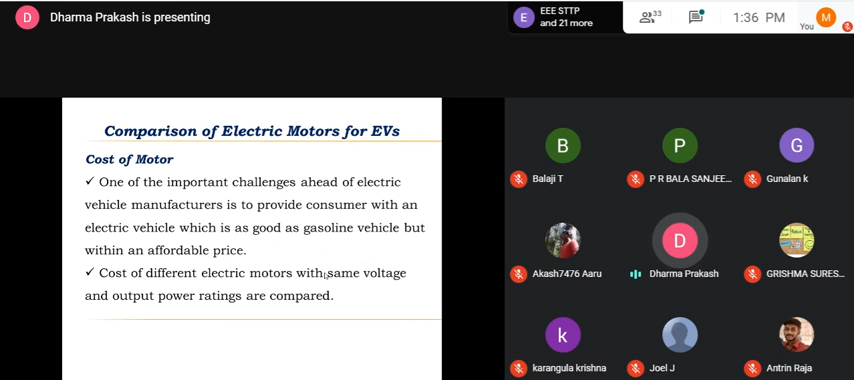 D Dharma Prakash is presenting
E EEE STTP
and 21 more
33
1:36 PM
You
M
Comparison of Electric Motors for EVs
Cost of Motor
✓ One of the important challenges ahead of electric
vehicle manufacturers is to provide consumer with an
electric vehicle which is as good as gasoline vehicle but
within an affordable price.
✓ Cost of different electric motors with same voltage
and output power ratings are compared.
B
P
G
Balaji T
P R BALA SANJEE...
Gunalan k
D
Akash7476 Aaru
Dharma Prakash
GRISHMA SURES...
k
karangula krishna
Joel J
Antrin Raja